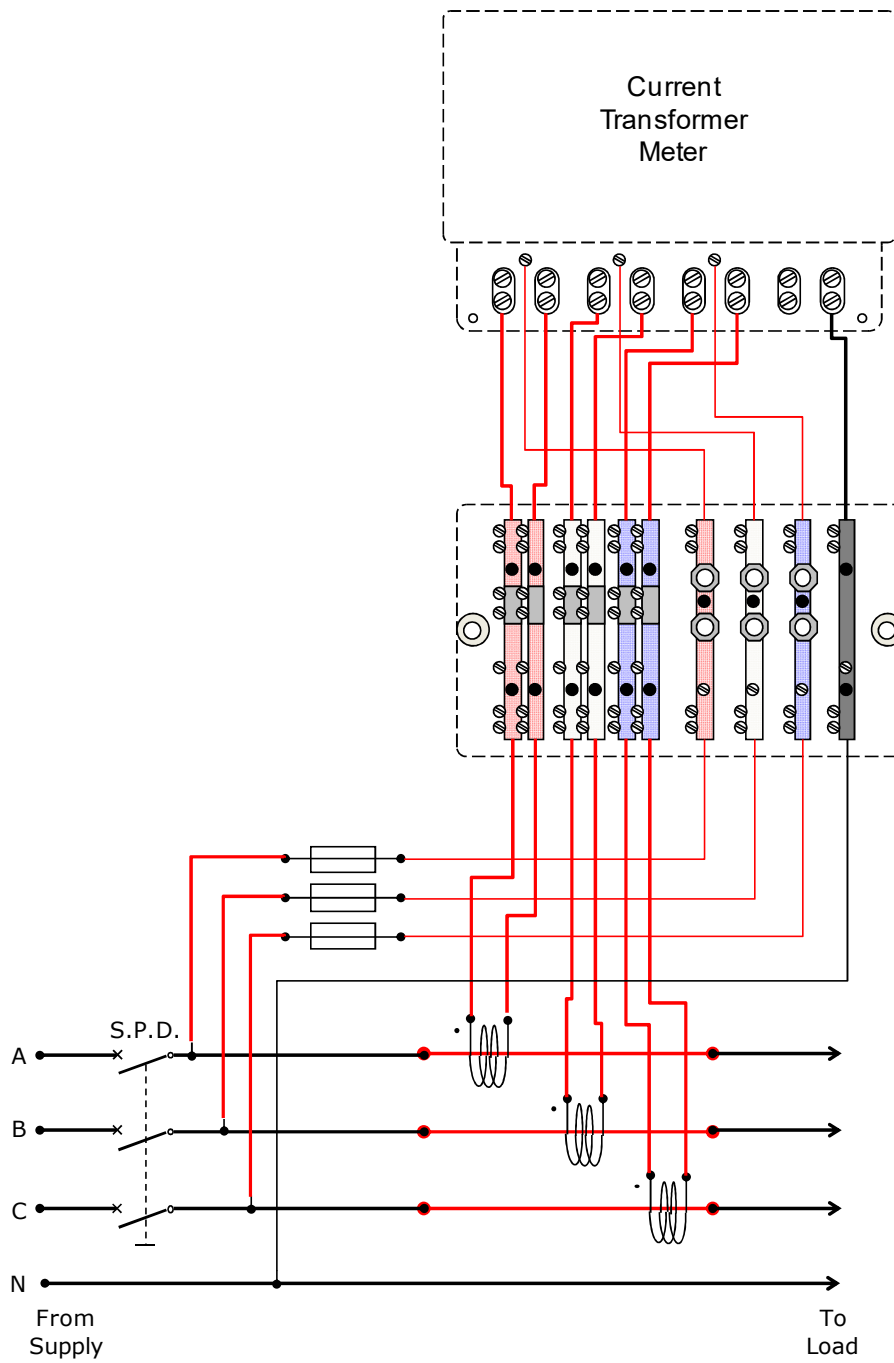 Current
Transformer
Meter
S.P.D.
A
B
C
N
From
Supply
To
Load